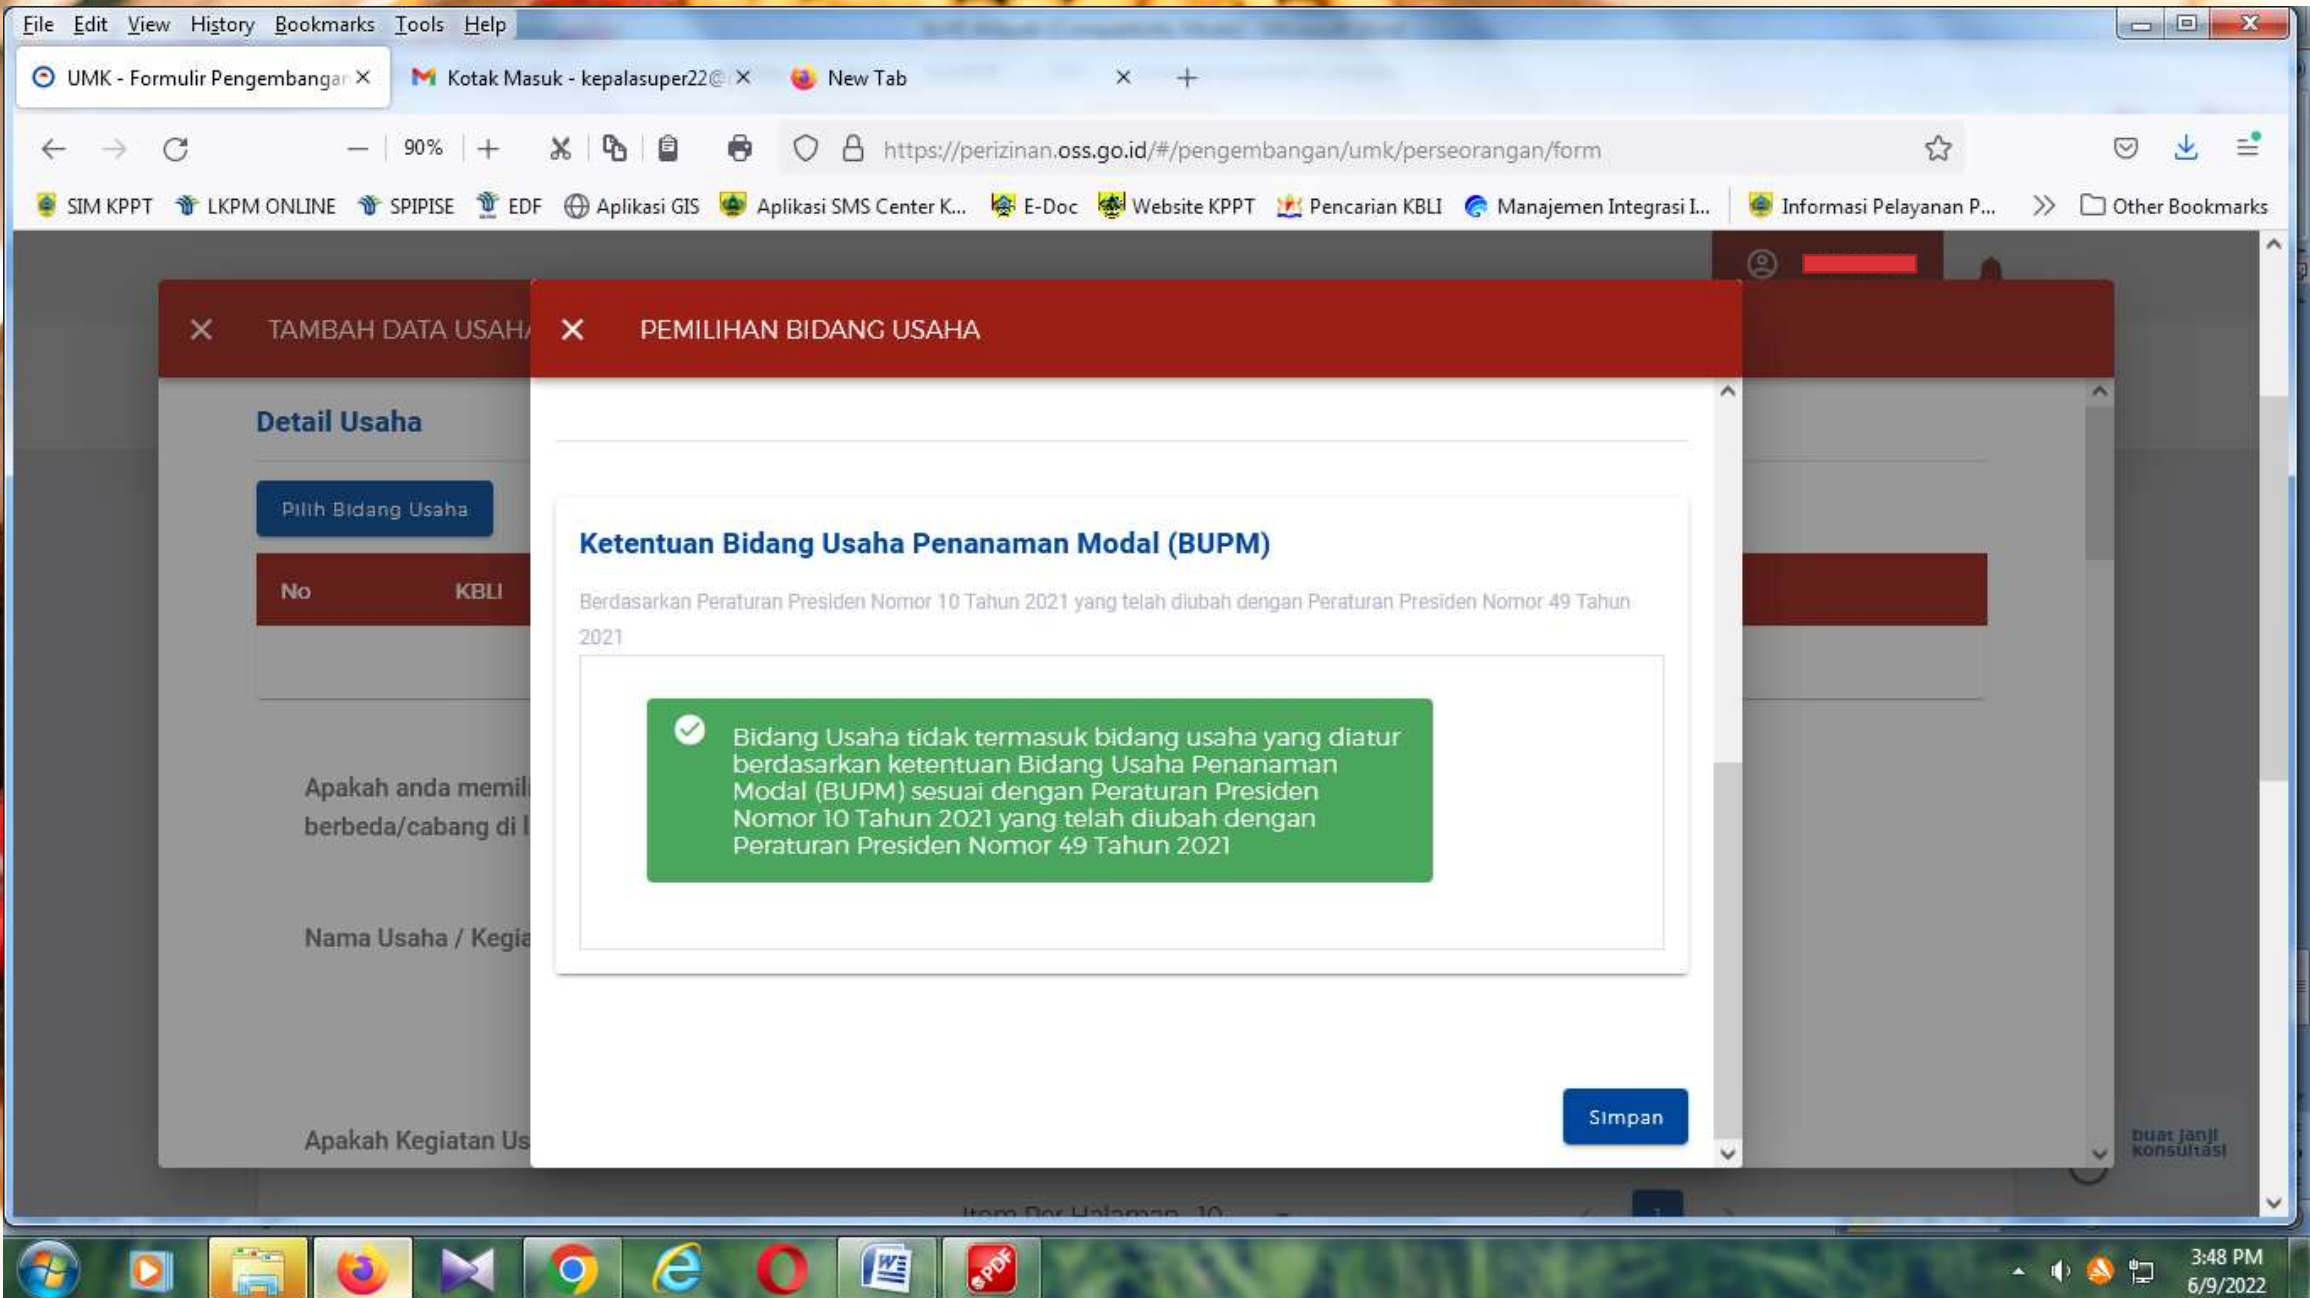 File Edit View History Bookmarks Tools Help
UMK - Formulir Pengembangan
Kotak Masuk - kepalasuper22@
New Tab
90%
https://perizinan.oss.go.id/#/pengembangan/umk/perseorangan/form
SIM KPPT LKPM ONLINE SPIPISE EDF Aplikasi GIS Aplikasi SMS Center K... E-Doc Website KPPT Pencarian KBLI Manajemen Integrasi I... Informasi Pelayanan P... Other Bookmarks
TAMBAH DATA USAHA
PEMILIHAN BIDANG USAHA
Detail Usaha
Pilih Bidang Usaha
No KBLI
Ketentuan Bidang Usaha Penanaman Modal (BUPM)
Berdasarkan Peraturan Presiden Nomor 10 Tahun 2021 yang telah diubah dengan Peraturan Presiden Nomor 49 Tahun
2021
Bidang Usaha tidak termasuk bidang usaha yang diatur
berdasarkan ketentuan Bidang Usaha Penanaman
Modal (BUPM) sesuai dengan Peraturan Presiden
Nomor 10 Tahun 2021 yang telah diubah dengan
Peraturan Presiden Nomor 49 Tahun 2021
Apakah anda memili
berbeda/cabang di l
Nama Usaha / Kegia
Apakah Kegiatan Us
Simpan
buat janji
konsultasi
Item Per Halaman 10
1
3:48 PM
6/9/2022